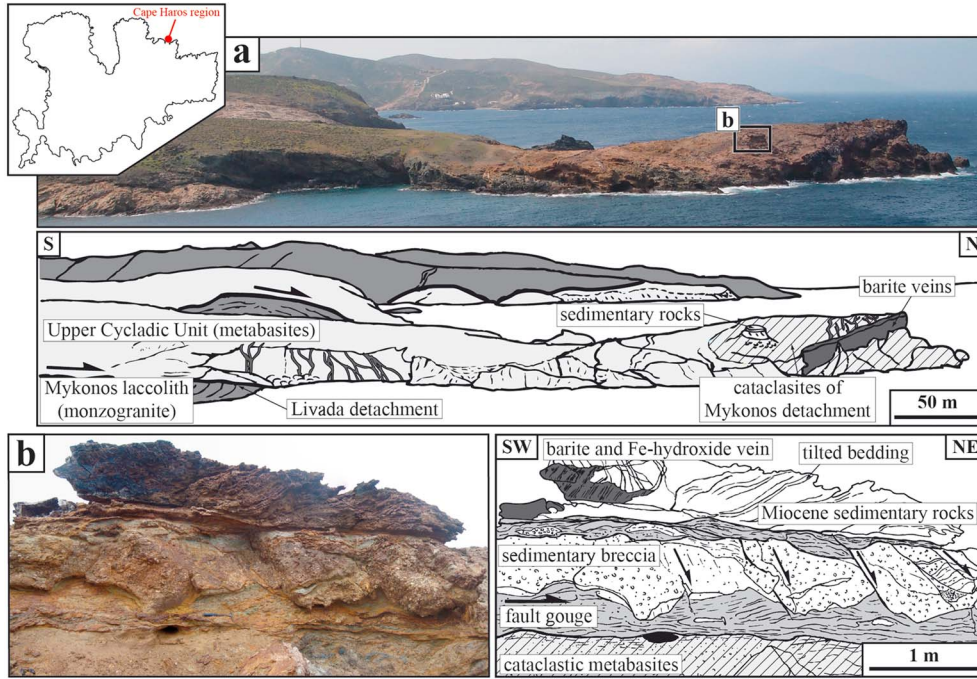 Cape Haros region
a
b
S
N
barite veins
sedimentary rocks
Upper Cycladic Unit (metabasites)
Mykonos laccolith
(monzogranite)
Livada detachment
cataclasites of
Mykonos detachment
50 m
b
SW
NE
barite and Fe-hydroxide vein
tilted bedding
Miocene sedimentary rocks
sedimentary breccia
fault gouge
cataclastic metabasites
1 m